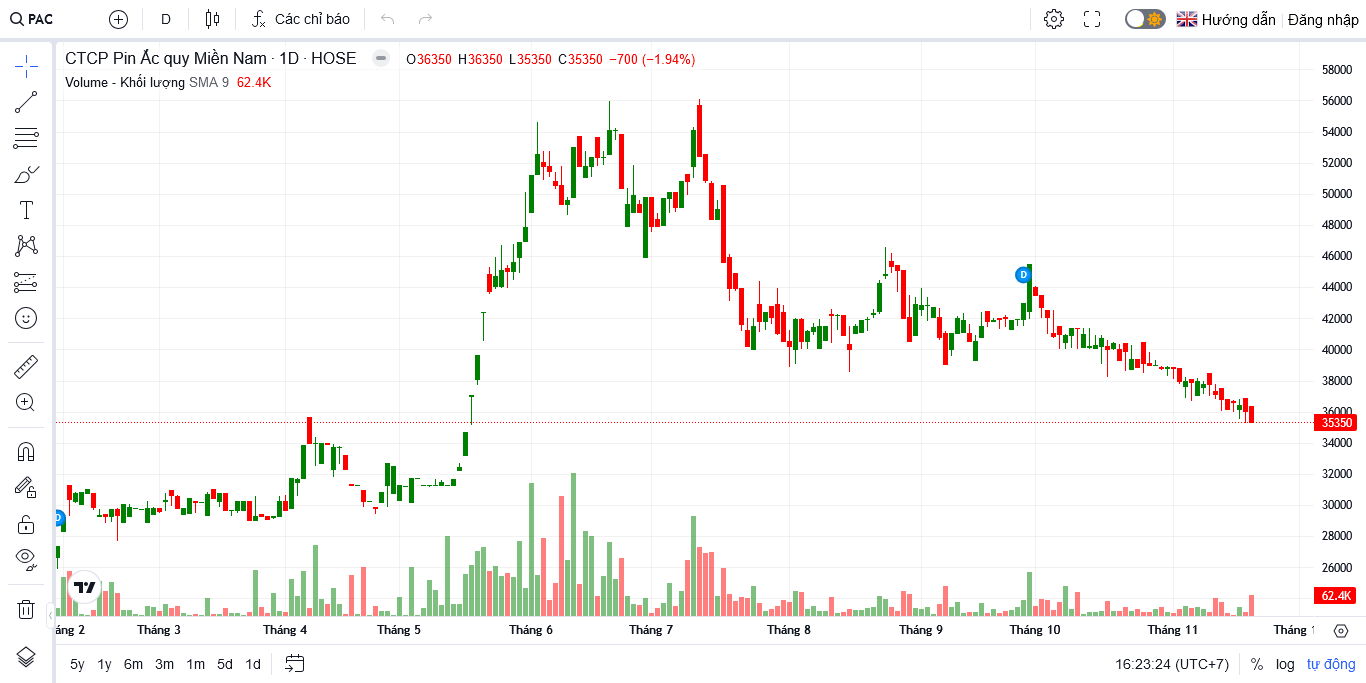 PAC D Các chỉ báo Hướng dẫn Đăng nhập
CTCP Pin Ắc quy Miền Nam · 1D · HOSE O36350 H36350 L35350 C35350 −700 (−1.94%)
Volume - Khối lượng SMA 9 62.4K
58000
56000
54000
52000
50000
48000
46000
44000
42000
40000
38000
36000
35350
34000
32000
30000
28000
26000
62.4K
D
D
áng 2 Tháng 3 Tháng 4 Tháng 5 Tháng 6 Tháng 7 Tháng 8 Tháng 9 Tháng 10 Tháng 11 Tháng 1
5y 1y 6m 3m 1m 5d 1d 16:23:24 (UTC+7) % log tự động